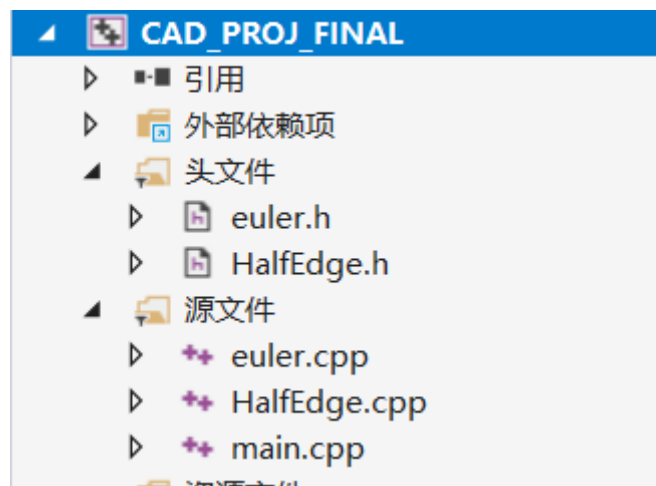 CAD_PROJ_FINAL
引用
外部依赖项
头文件
euler.h
HalfEdge.h
源文件
euler.cpp
HalfEdge.cpp
main.cpp